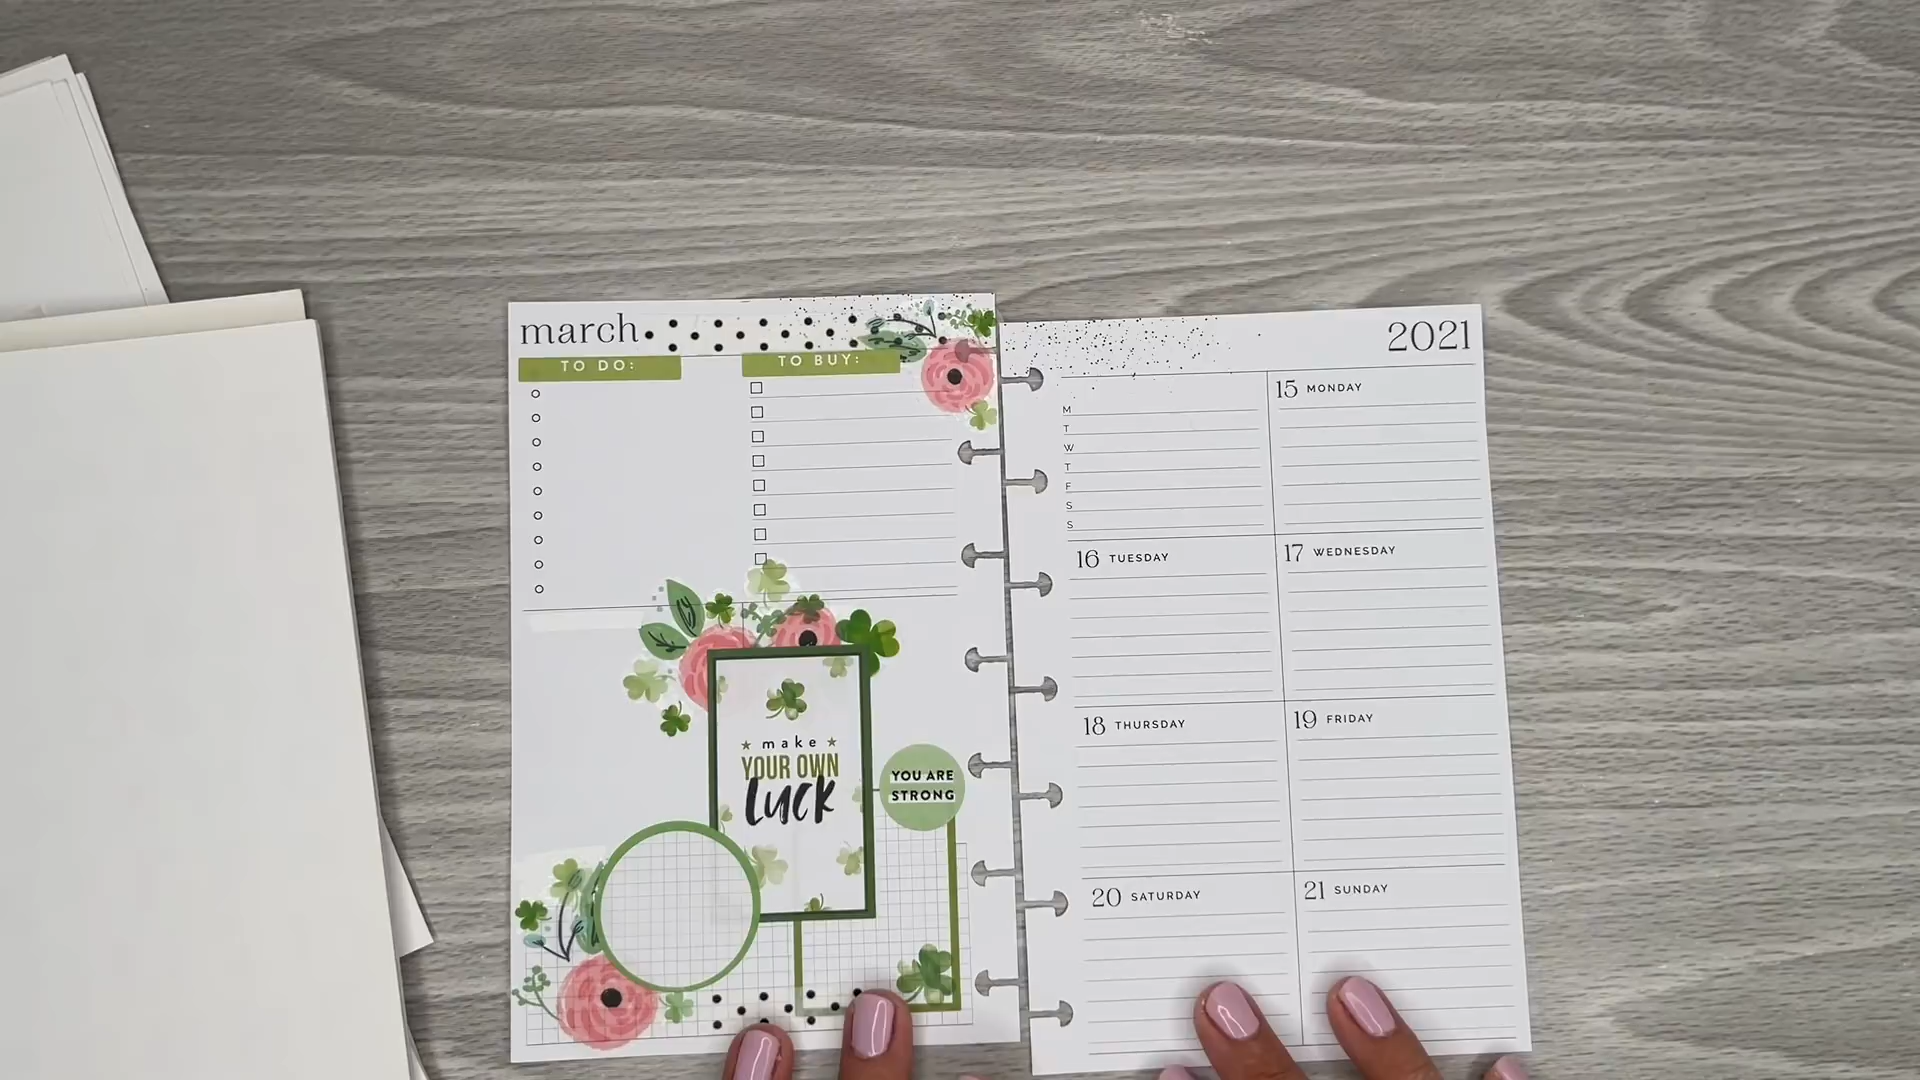 march
TO DO:
TO BUY:
★ make ★
YOUR OWN
LUCK
YOU ARE
STRONG
2021
M
T
W
T
F
S
S
15 MONDAY
16 TUESDAY
17 WEDNESDAY
18 THURSDAY
19 FRIDAY
20 SATURDAY
21 SUNDAY